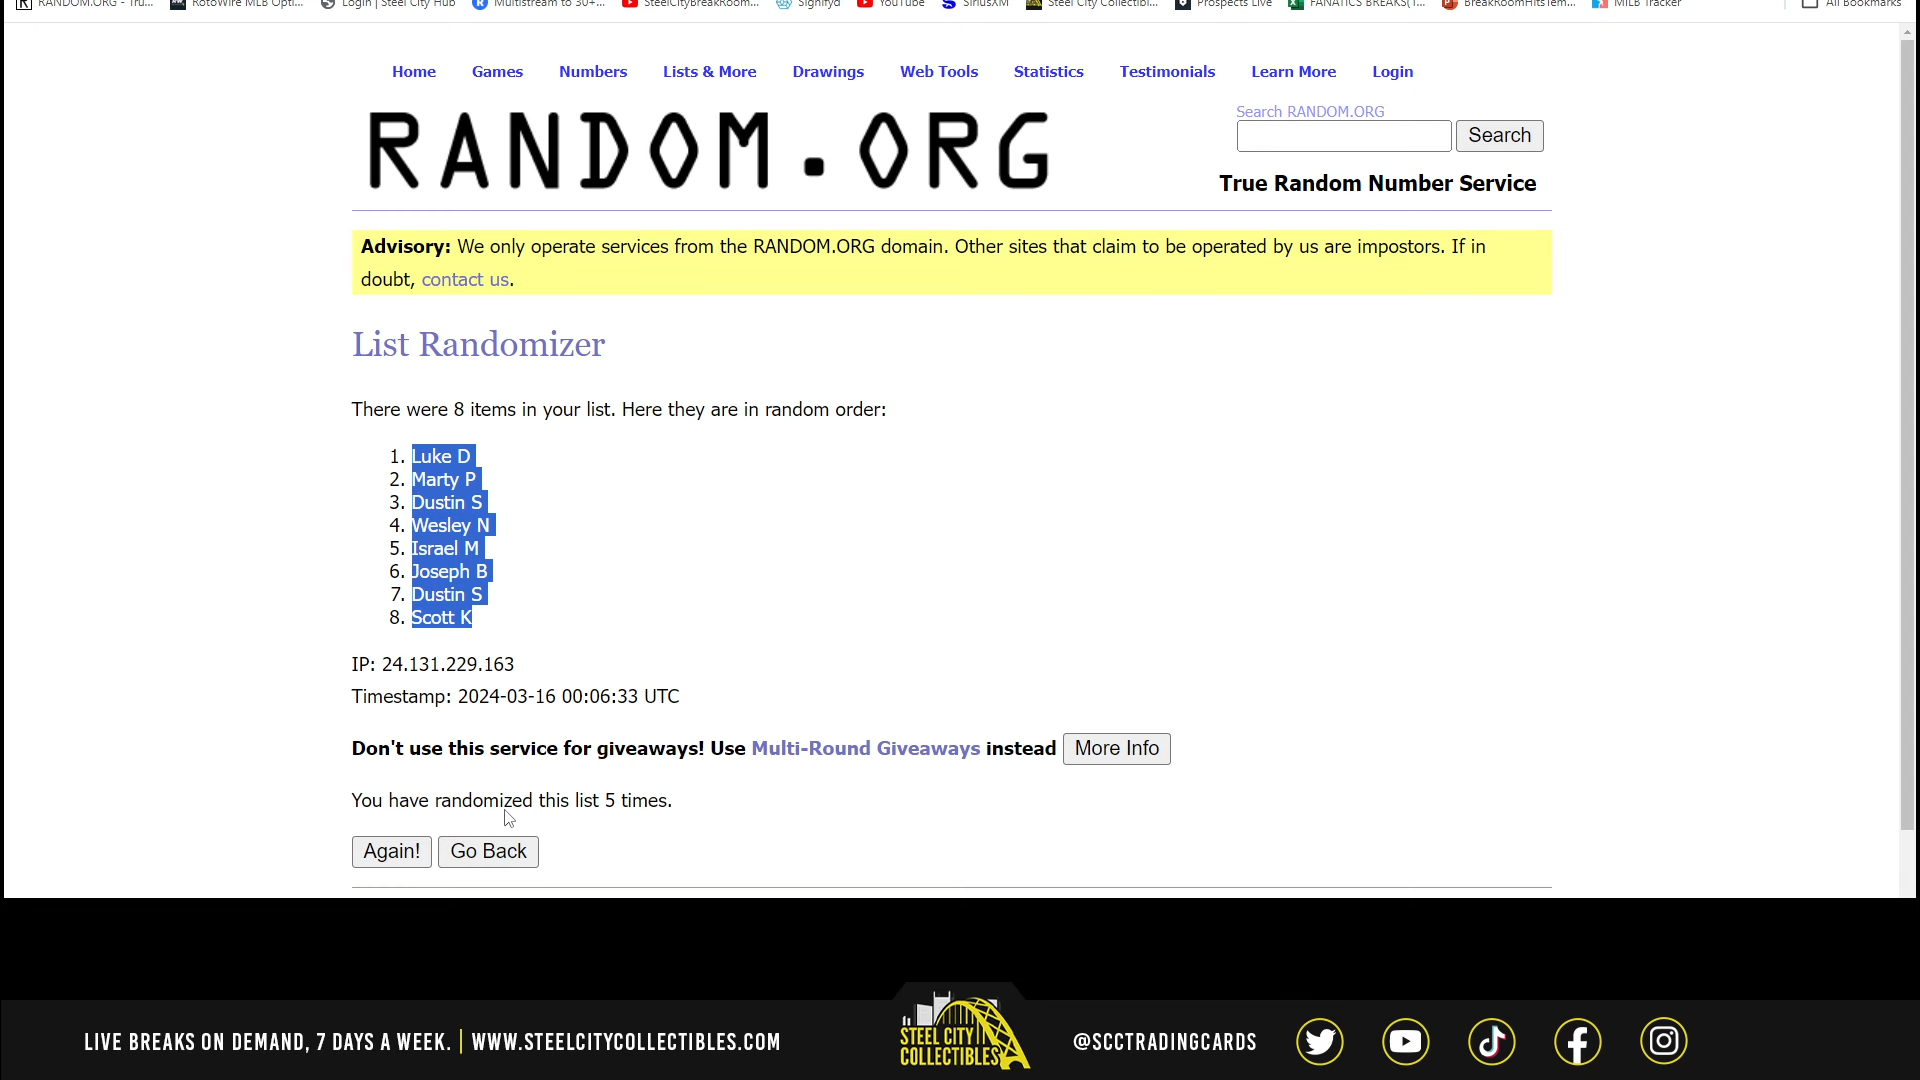 RANDOM.ORG - Tru... RotoWire MLB Opti... Login | Steel City Hub Multistream to 30+... SteelCityBreakRoom... Signifyd YouTube SiriusXM Steel City Collectibl... Prospects Live FANATICS BREAKS(1... BreakRoomHitsTem... MILB Tracker All Bookmarks
Home Games Numbers Lists & More Drawings Web Tools Statistics Testimonials Learn More Login
RANDOM.ORG
Search RANDOM.ORG
Search
True Random Number Service
Advisory: We only operate services from the RANDOM.ORG domain. Other sites that claim to be operated by us are impostors. If in
doubt, contact us.
List Randomizer
There were 8 items in your list. Here they are in random order:
1. Luke D
2. Marty P
3. Dustin S
4. Wesley N
5. Israel M
6. Joseph B
7. Dustin S
8. Scott K
IP: 24.131.229.163
Timestamp: 2024-03-16 00:06:33 UTC
Don't use this service for giveaways! Use Multi-Round Giveaways instead More Info
You have randomized this list 5 times.
Again! Go Back
LIVE BREAKS ON DEMAND, 7 DAYS A WEEK. | WWW.STEELCITYCOLLECTIBLES.COM
STEEL CITY
COLLECTIBLES
@SCCTRADINGCARDS